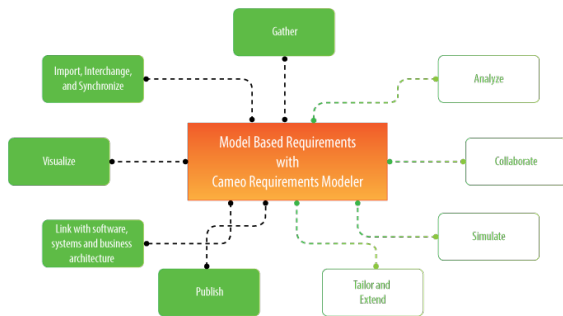 Gather
Import, Interchange,
and Synchronize
Analyze
Model Based Requirements
with
Cameo Requirements Modeler
Visualize
Collaborate
Link with software,
systems and business
architecture
Simulate
Publish
Tailor and
Extend